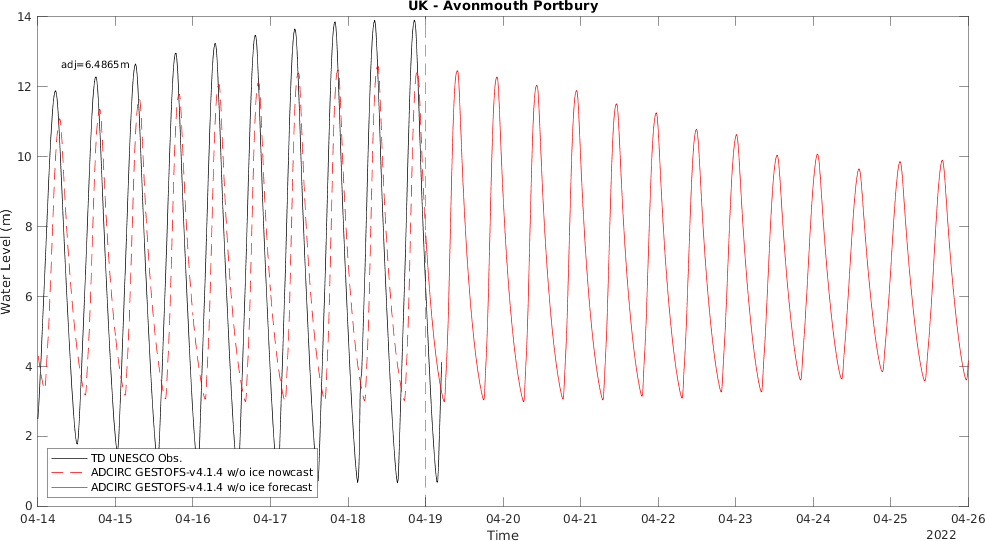 UK - Avonmouth Portbury
14
12
10
8
6
4
2
0
Water Level (m)
adj=6.4865m
TD UNESCO Obs.
ADCIRC GESTOFS-v4.1.4 w/o ice nowcast
ADCIRC GESTOFS-v4.1.4 w/o ice forecast
04-14 04-15 04-16 04-17 04-18 04-19 04-20 04-21 04-22 04-23 04-24 04-25 04-26
Time
2022